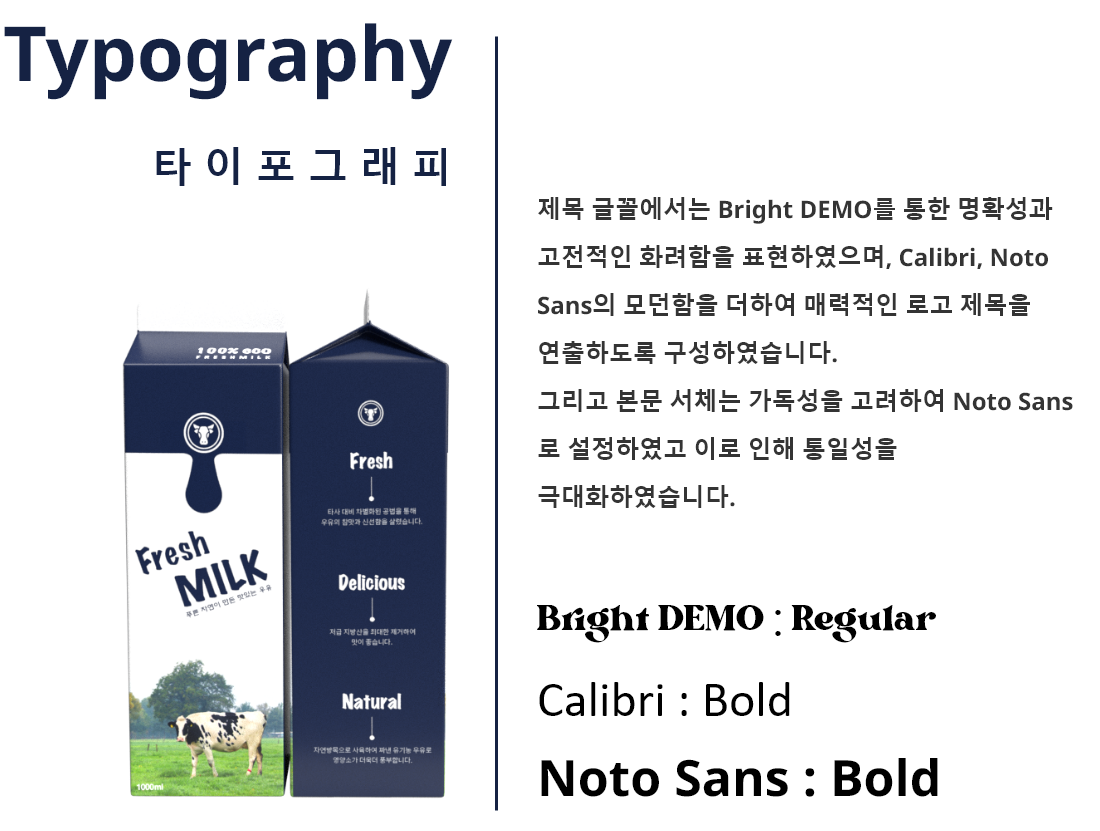 Typography
타이포그래피
제목 글꼴에서는 Bright DEMO를 통한 명확성과
고전적인 화려함을 표현하였으며, Calibri, Noto
Sans의 모던함을 더하여 매력적인 로고 제목을
연출하도록 구성하였습니다.
그리고 본문 서체는 가독성을 고려하여 Noto Sans
로 설정하였고 이로 인해 통일성을
극대화하였습니다.
Bright DEMO : Regular
Calibri : Bold
Noto Sans : Bold
100%
FRESHMILK
Fresh
MILK
푸른 자연이 만든 맛있는 우유
1000ml
Fresh
타사 대비 차별화된 공법을 통해
우유의 참맛과 신선함을 살렸습니다.
Delicious
저급 지방산을 최대한 제거하여
맛이 좋습니다.
Natural
자연방목으로 사육하여 짜낸 유기농 우유로
영양소가 더욱더 풍부합니다.